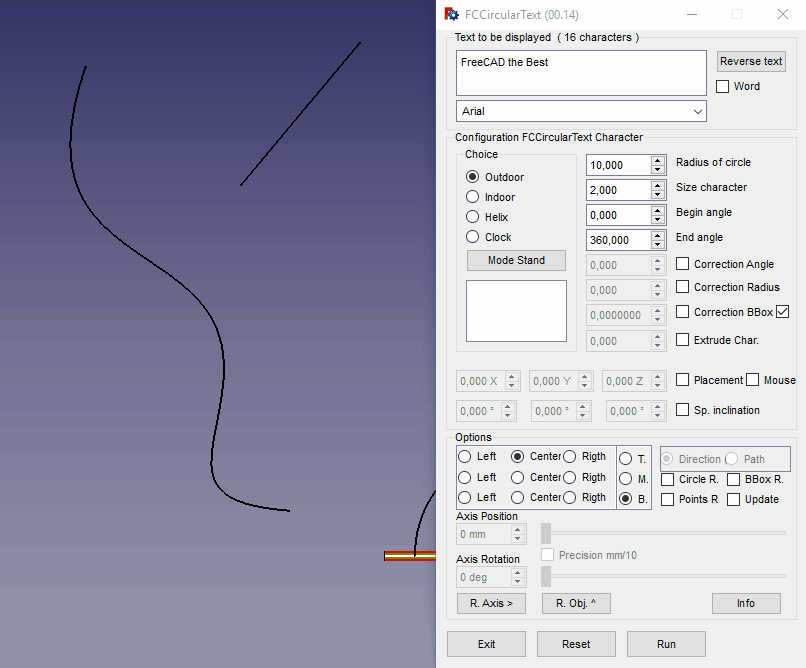 FCCircularText (00.14)
Text to be displayed ( 16 characters )
FreeCAD the Best
Reverse text
Word
Arial
Configuration FCCircularText Character
Choice
Outdoor
Indoor
Helix
Clock
Mode Stand
10,000 Radius of circle
2,000 Size character
0,000 Begin angle
360,000 End angle
0,000 Correction Angle
0,000 Correction Radius
0,0000000 Correction BBox
0,000 Extrude Char.
0,000 X 0,000 Y 0,000 Z Placement Mouse
0,000 ° 0,000 ° 0,000 ° Sp. inclination
Options
Left Center Rigth T. Direction ( Path
Left Center Rigth M. Circle R. BBox R.
Left Center Rigth B. Points R Update
Axis Position
0 mm
Precision mm/10
Axis Rotation
0 deg
R. Axis > R. Obj. ^ Info
Exit Reset Run